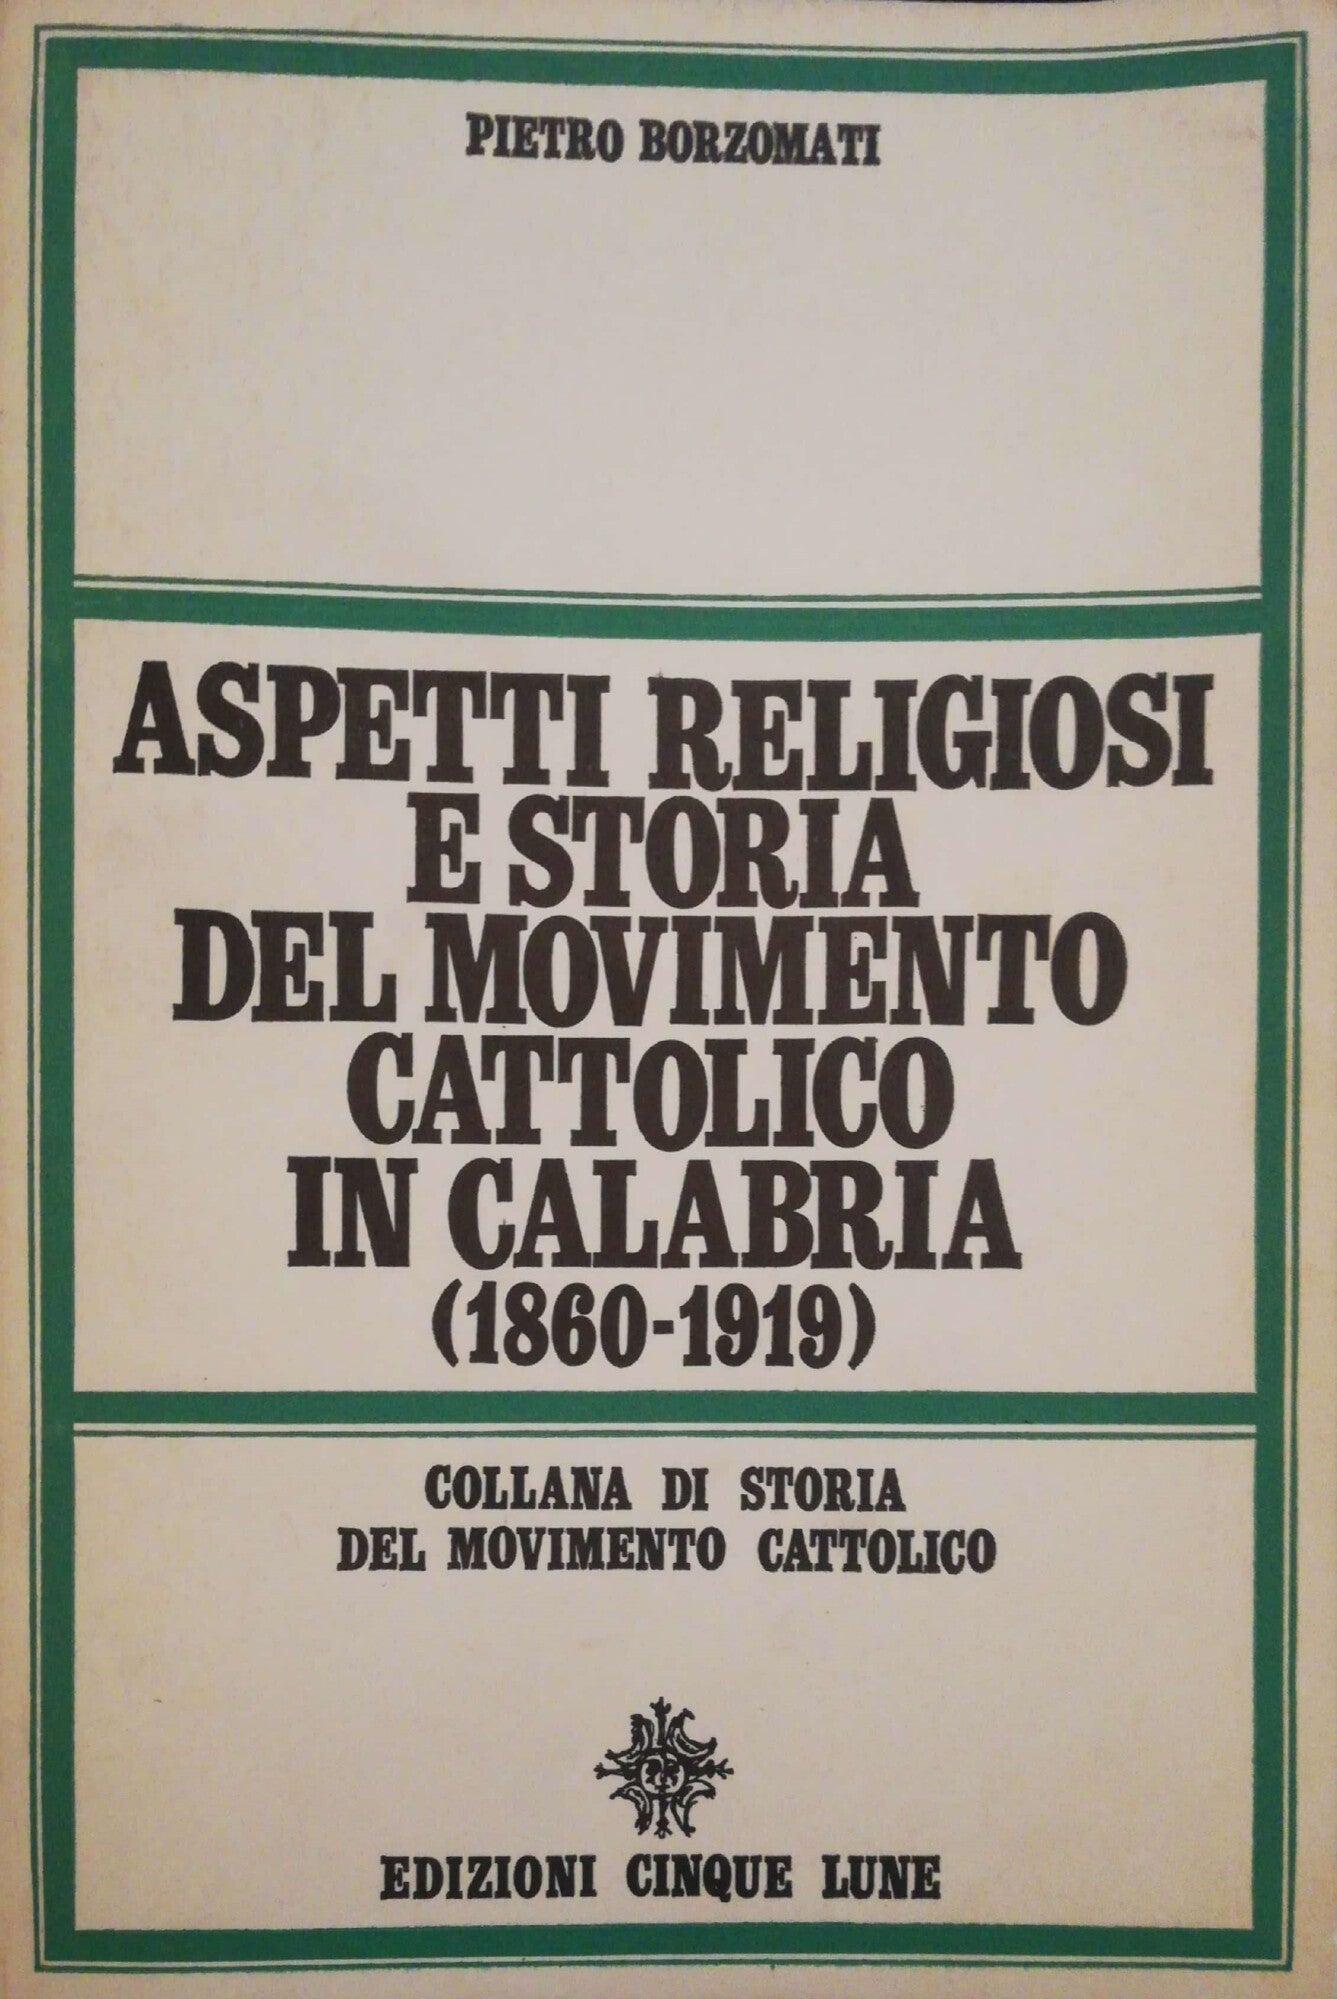 PIETRO BORZOMATI
ASPETTI RELIGIOSI
E STORIA
DEL MOVIMENTO
CATTOLICO
IN CALABRIA
(1860-1919)
COLLANA DI STORIA
DEL MOVIMENTO CATTOLICO
EDIZIONI CINQUE LUNE